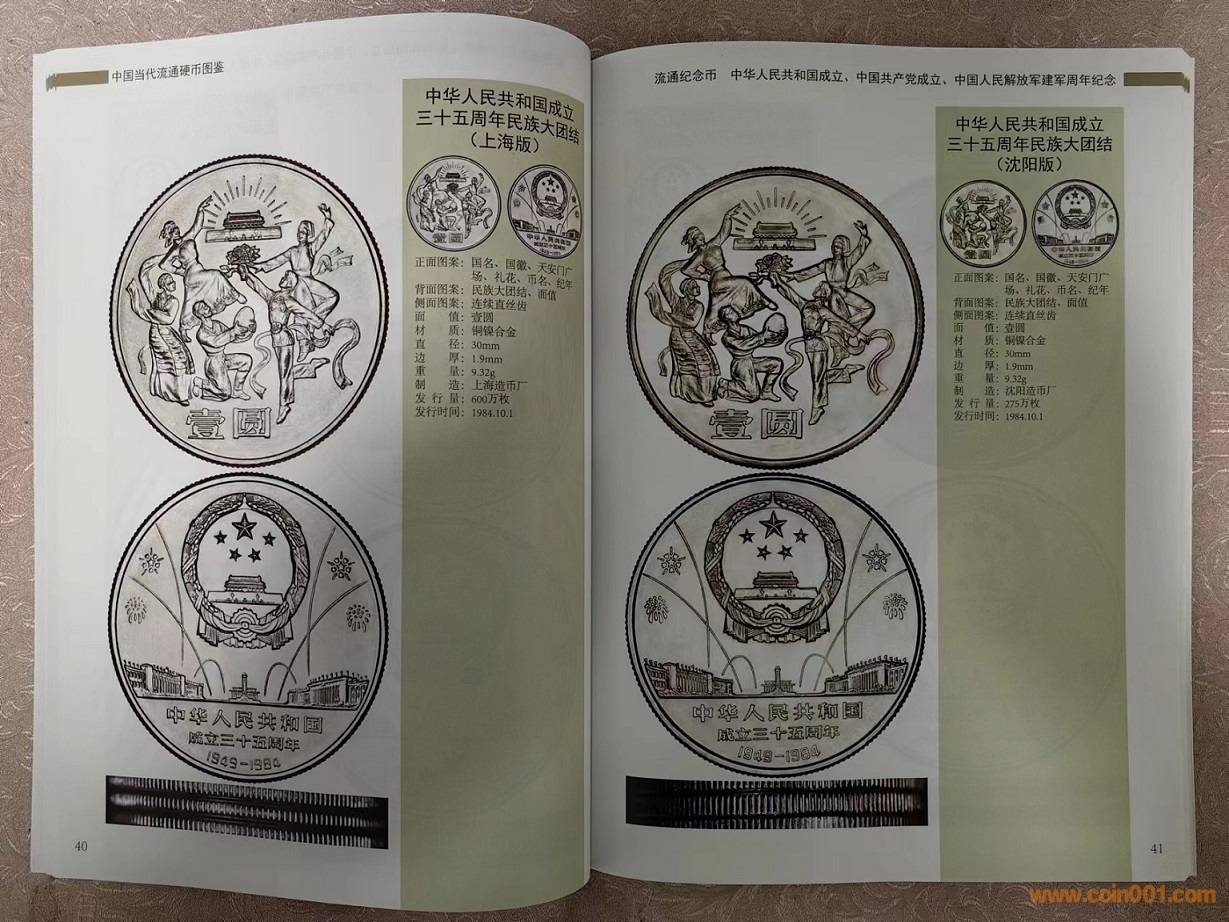 中国当代流通硬币图鉴
中华人民共和国成立
三十五周年民族大团结
（上海版）
正面图案：国名、国徽、天安门广
场、礼花、币名、纪年
背面图案：民族大团结、面值
侧面图案：连续直丝齿
面 值：壹圆
材 质：铜镍合金
直 径：30mm
边 厚：1.9mm
重 量：9.32g
制 造：上海造币厂
发 行 量：600万枚
发行时间：1984.10.1
壹圆
中华人民共和国
成立三十五周年
1949-1984
40
流通纪念币 中华人民共和国成立、中国共产党成立、中国人民解放军建军周年纪念
中华人民共和国成立
三十五周年民族大团结
（沈阳版）
正面图案：国名、国徽、天安门广
场、礼花、币名、纪年
背面图案：民族大团结、面值
侧面图案：连续直丝齿
面 值：壹圆
材 质：铜镍合金
直 径：30mm
边 厚：1.9mm
重 量：9.32g
制 造：沈阳造币厂
发 行 量：275万枚
发行时间：1984.10.1
壹圆
中华人民共和国
成立三十五周年
1949-1984
41
www.coin001.com